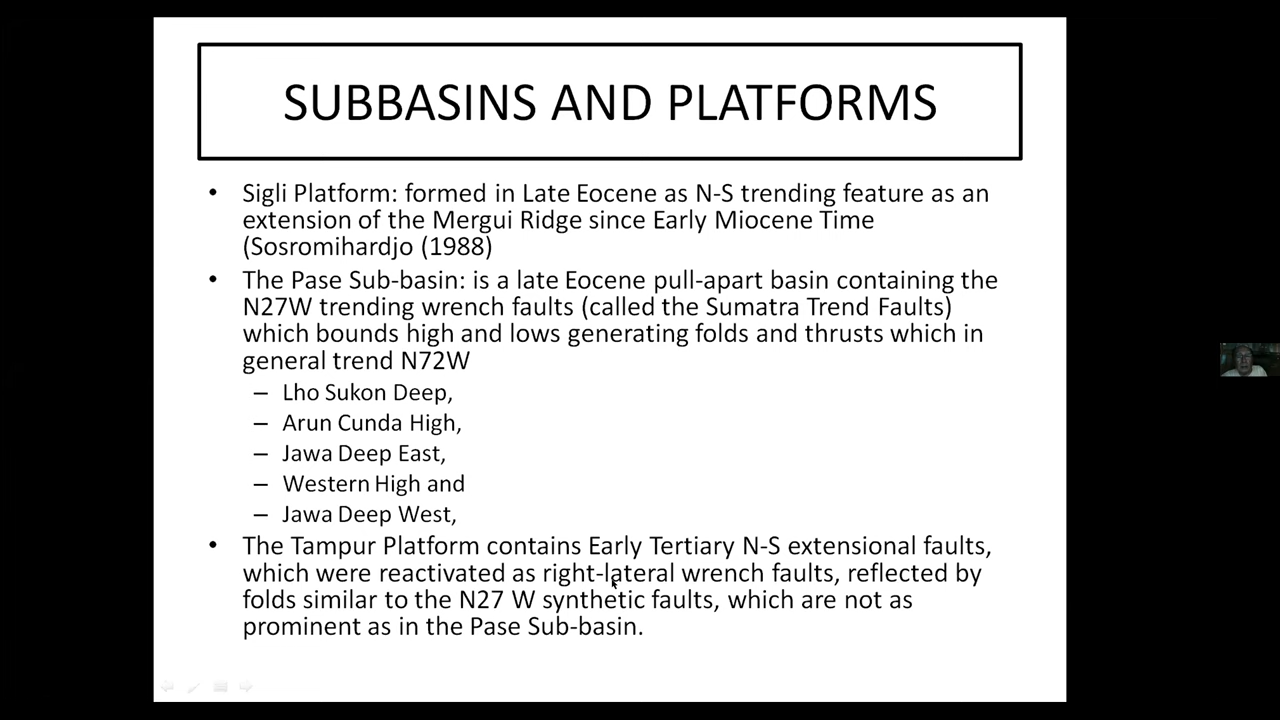 SUBBASINS AND PLATFORMS
• Sigli Platform: formed in Late Eocene as N-S trending feature as an
extension of the Mergui Ridge since Early Miocene Time
(Sosromihardjo (1988)
• The Pase Sub-basin: is a late Eocene pull-apart basin containing the
N27W trending wrench faults (called the Sumatra Trend Faults)
which bounds high and lows generating folds and thrusts which in
general trend N72W
– Lho Sukon Deep,
– Arun Cunda High,
– Jawa Deep East,
– Western High and
– Jawa Deep West,
• The Tampur Platform contains Early Tertiary N-S extensional faults,
which were reactivated as right-lateral wrench faults, reflected by
folds similar to the N27 W synthetic faults, which are not as
prominent as in the Pase Sub-basin.